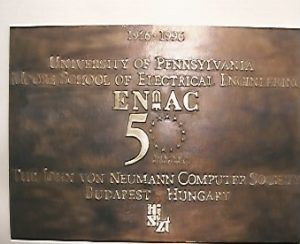 1946-1996
UNIVERSITY OF PENNSYLVANIA
MOORE SCHOOL OF ELECTRICAL ENGINEERING
ENIAC
50
THE JOHN VON NEUMANN COMPUTER SOCIETY
BUDAPEST - HUNGARY